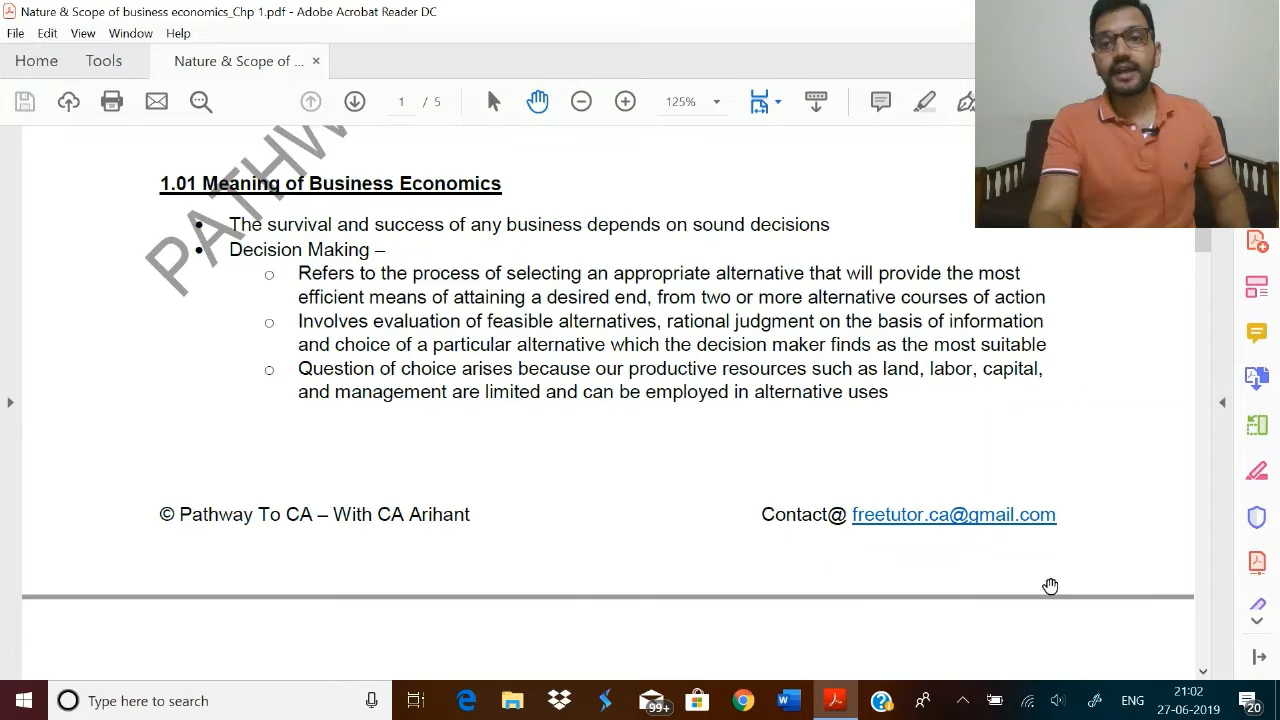 Nature & Scope of business economics_Chp 1.pdf - Adobe Acrobat Reader DC
File Edit View Window Help
Home Tools Nature & Scope of ... ×
1 / 5 125%
PATHW
1.01 Meaning of Business Economics
• The survival and success of any business depends on sound decisions
• Decision Making –
o Refers to the process of selecting an appropriate alternative that will provide the most
efficient means of attaining a desired end, from two or more alternative courses of action
o Involves evaluation of feasible alternatives, rational judgment on the basis of information
and choice of a particular alternative which the decision maker finds as the most suitable
o Question of choice arises because our productive resources such as land, labor, capital,
and management are limited and can be employed in alternative uses
© Pathway To CA – With CA Arihant Contact@ freetutor.ca@gmail.com
Type here to search 99+ ENG 21:02
27-06-2019 20